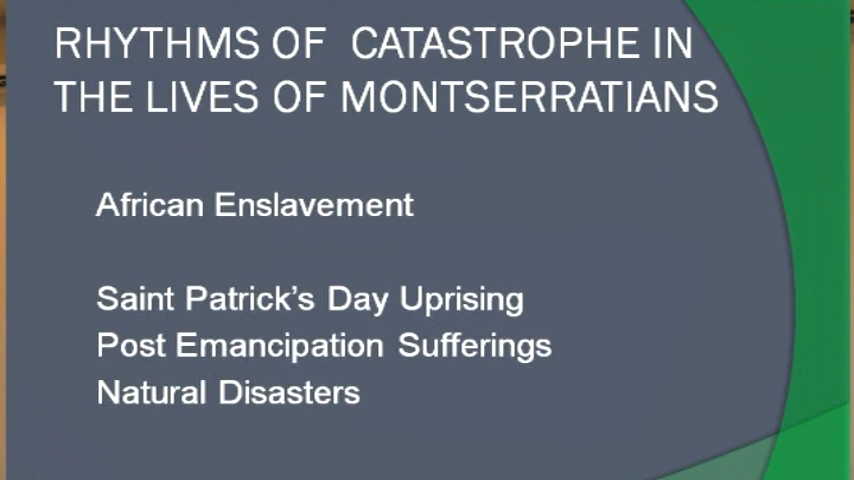 RHYTHMS OF CATASTROPHE IN
THE LIVES OF MONTSERRATIANS
African Enslavement
Saint Patrick’s Day Uprising
Post Emancipation Sufferings
Natural Disasters